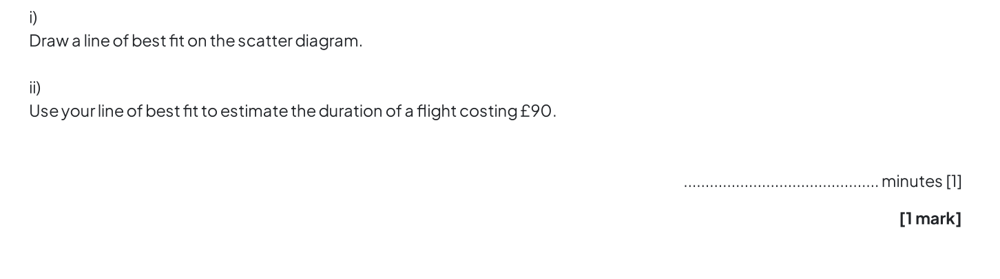 i)
Draw a line of best fit on the scatter diagram.
ii)
Use your line of best fit to estimate the duration of a flight costing £90.
............................................. minutes [1]
[1 mark]